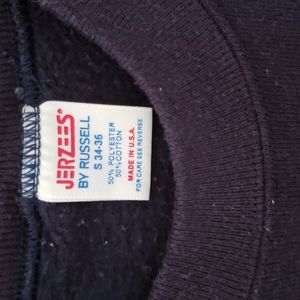 JERZEES®
BY RUSSELL
S 34-36
50% POLYESTER
50% COTTON
MADE IN U.S.A.
FOR CARE SEE REVERSE